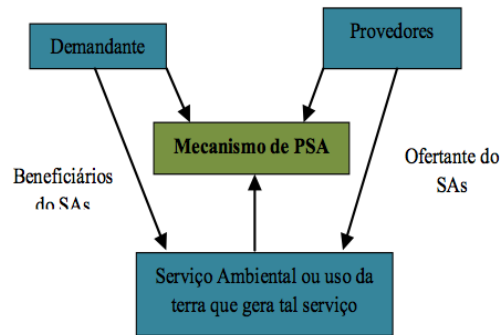 Demandante
Provedores
Mecanismo de PSA
Beneficiários
do SAs
Ofertante do
SAs
Serviço Ambiental ou uso da
terra que gera tal serviço